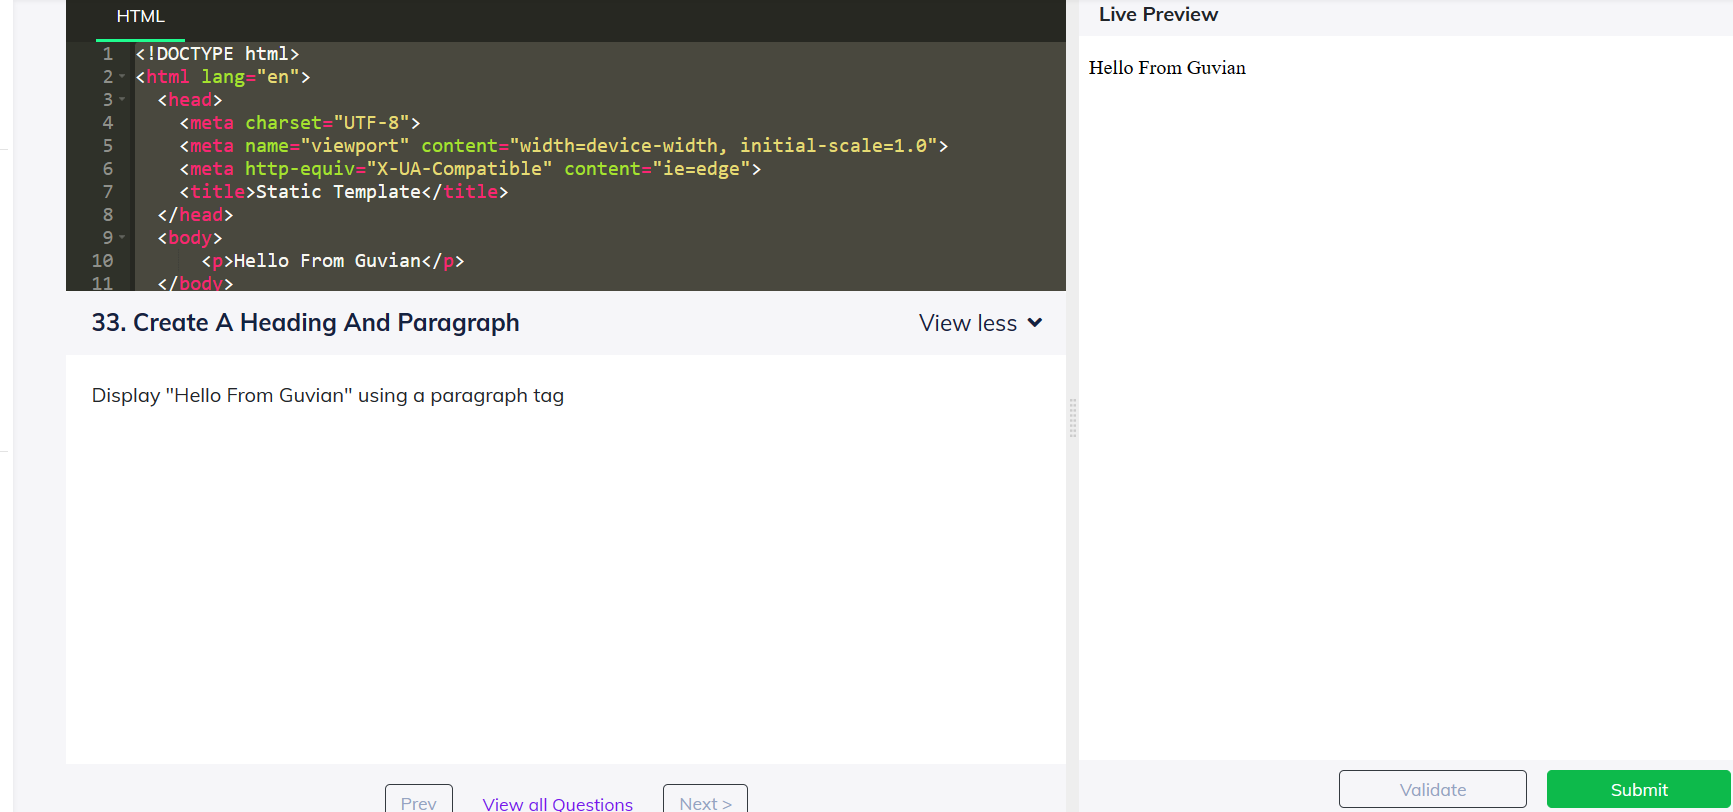 HTML
1 <!DOCTYPE html>
2 <html lang="en">
3 <head>
4 <meta charset="UTF-8">
5 <meta name="viewport" content="width=device-width, initial-scale=1.0">
6 <meta http-equiv="X-UA-Compatible" content="ie=edge">
7 <title>Static Template</title>
8 </head>
9 <body>
10 <p>Hello From Guvian</p>
11 </body>
33. Create A Heading And Paragraph
View less
Display "Hello From Guvian" using a paragraph tag
Prev
View all Questions
Next >
Live Preview
Hello From Guvian
Validate
Submit